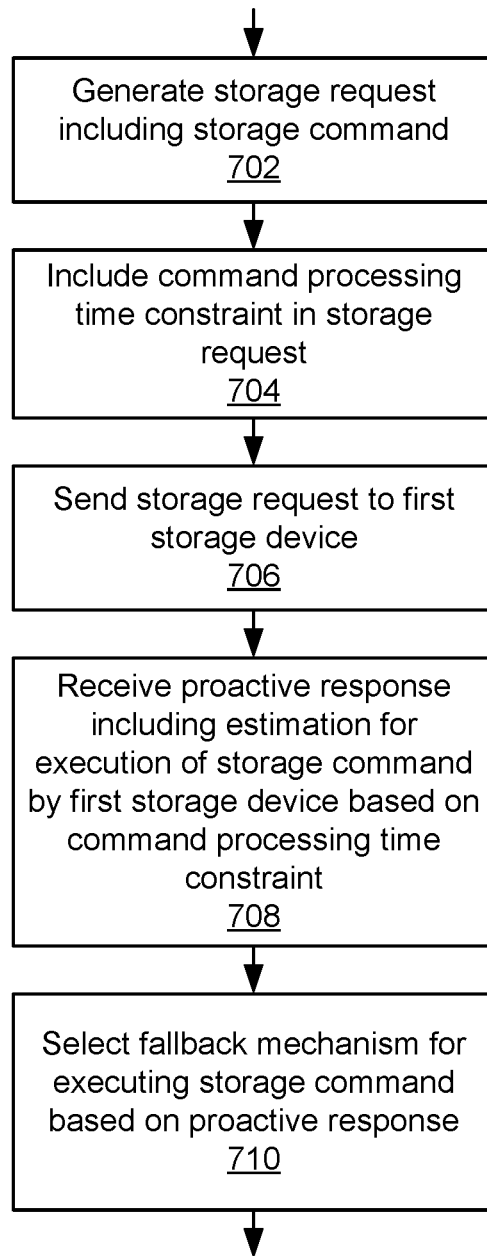 Generate storage request
including storage command
702
Include command processing
time constraint in storage
request
704
Send storage request to first
storage device
706
Receive proactive response
including estimation for
execution of storage command
by first storage device based on
command processing time
constraint
708
Select fallback mechanism for
executing storage command
based on proactive response
710